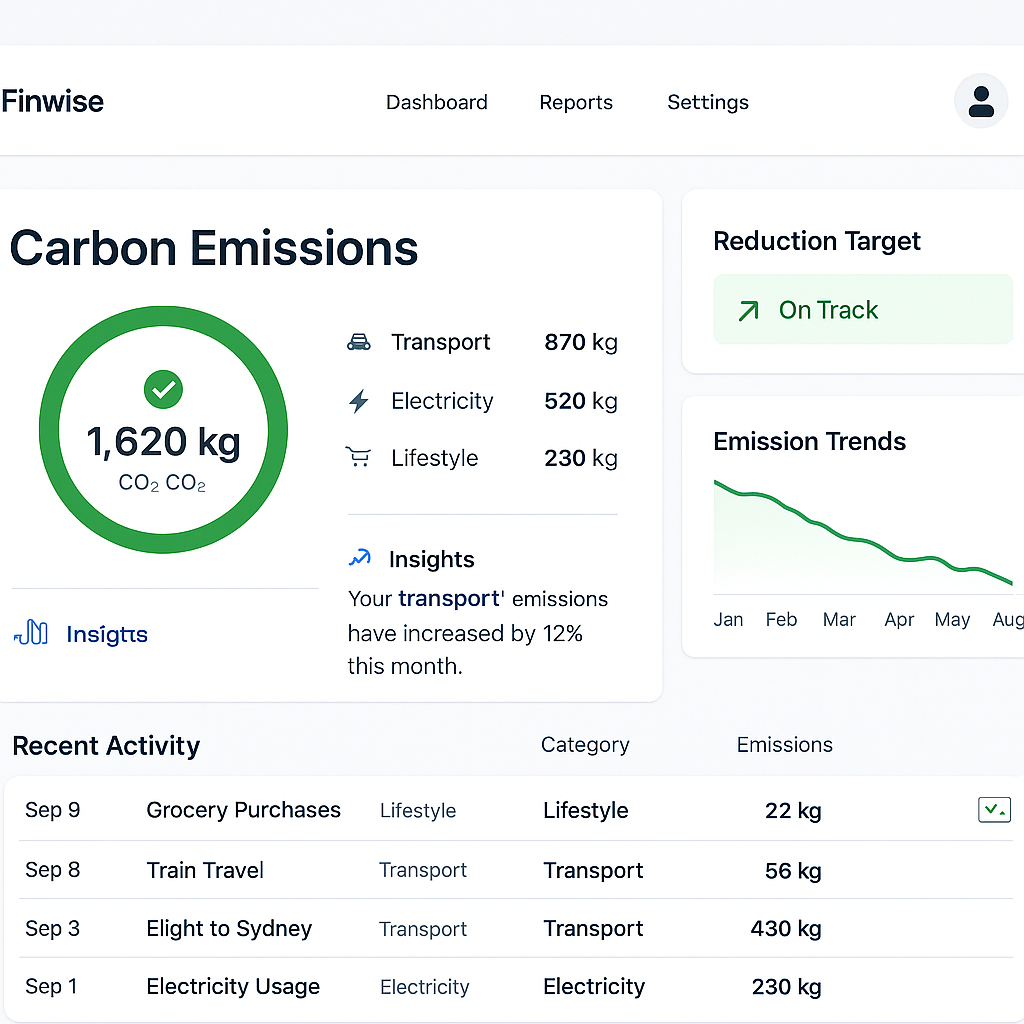 Finwise
Dashboard Reports Settings
Carbon Emissions
1,620 kg
CO₂ CO₂
Transport 870 kg
Electricity 520 kg
Lifestyle 230 kg
Insights
Your transport' emissions
have increased by 12%
this month.
Insigtts
Reduction Target
On Track
Emission Trends
Jan Feb Mar Apr May Aug
Recent Activity Category Emissions
Sep 9 Grocery Purchases Lifestyle Lifestyle 22 kg
Sep 8 Train Travel Transport Transport 56 kg
Sep 3 Elight to Sydney Transport Transport 430 kg
Sep 1 Electricity Usage Electricity Electricity 230 kg